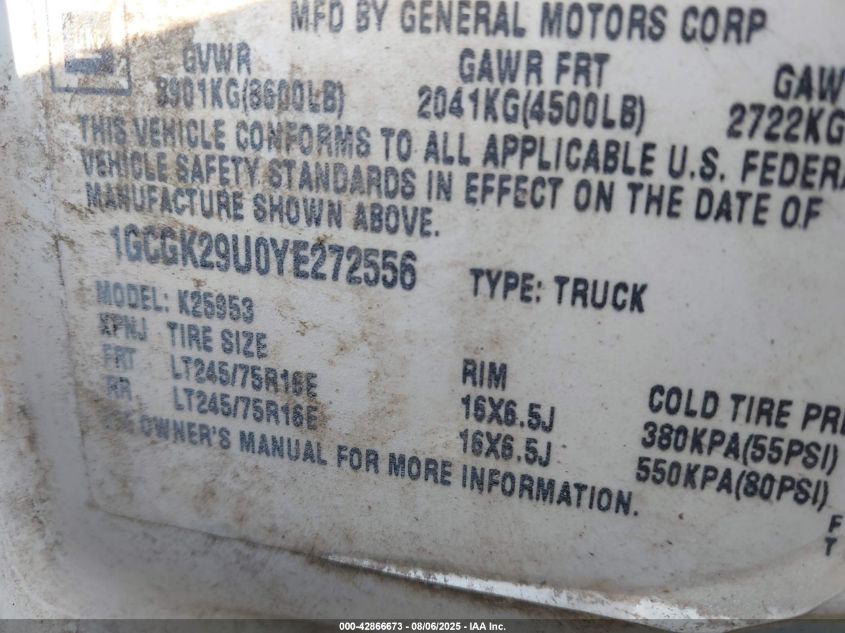 MFD BY GENERAL MOTORS CORP
GVWR GAWR FRT GAW
3901KG(8600LB) 2041KG(4500LB) 2722KG
THIS VEHICLE CONFORMS TO ALL APPLICABLE U.S. FEDERA
VEHICLE SAFETY STANDARDS IN EFFECT ON THE DATE OF
MANUFACTURE SHOWN ABOVE.
1GCGK29U0YE272556 TYPE: TRUCK
MODEL: K25953
XPNJ TIRE SIZE RIM COLD TIRE PRE
FRT LT245/75R16E 16X6.5J 380KPA(55PSI)
RR LT245/75R16E 16X6.5J 550KPA(80PSI)
OWNER'S MANUAL FOR MORE INFORMATION.
F
T
000-42866673 - 08/06/2025 - IAA Inc.